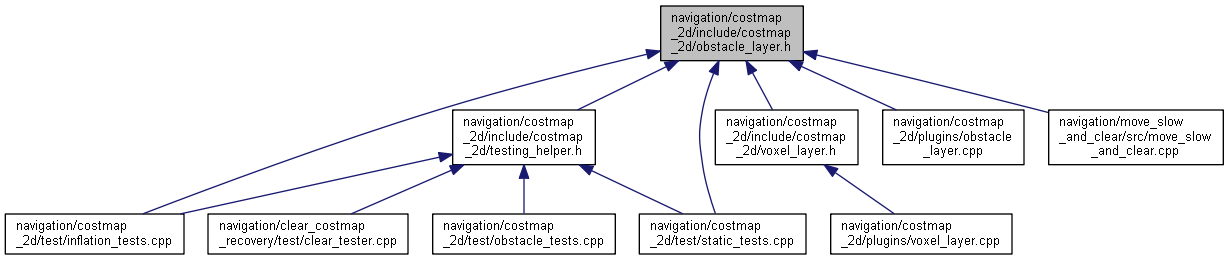 navigation/costmap
_2d/include/costmap
_2d/obstacle_layer.h
navigation/costmap
_2d/include/costmap
_2d/testing_helper.h
navigation/costmap
_2d/include/costmap
_2d/voxel_layer.h
navigation/costmap
_2d/plugins/obstacle
_layer.cpp
navigation/move_slow
_and_clear/src/move_slow
_and_clear.cpp
navigation/costmap
_2d/test/inflation_tests.cpp
navigation/clear_costmap
_recovery/test/clear_tester.cpp
navigation/costmap
_2d/test/obstacle_tests.cpp
navigation/costmap
_2d/test/static_tests.cpp
navigation/costmap
_2d/plugins/voxel_layer.cpp